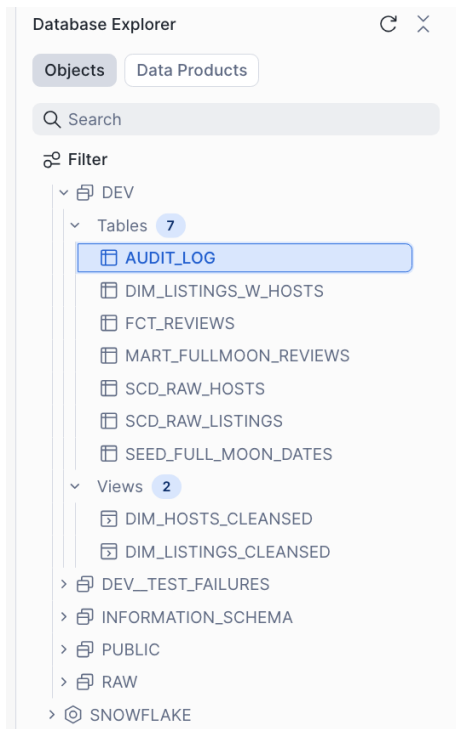 Database Explorer
Objects Data Products
Search
Filter
DEV
Tables 7
AUDIT_LOG
DIM_LISTINGS_W_HOSTS
FCT_REVIEWS
MART_FULLMOON_REVIEWS
SCD_RAW_HOSTS
SCD_RAW_LISTINGS
SEED_FULL_MOON_DATES
Views 2
DIM_HOSTS_CLEANSED
DIM_LISTINGS_CLEANSED
DEV__TEST_FAILURES
INFORMATION_SCHEMA
PUBLIC
RAW
SNOWFLAKE